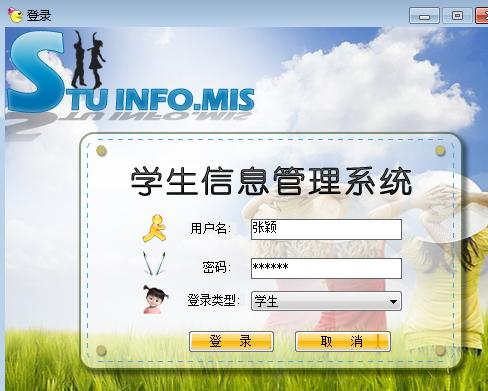 登录
STU INFO.MIS
学生信息管理系统
用户名: 张颖
密码: ******
登录类型: 学生
登 录 取 消